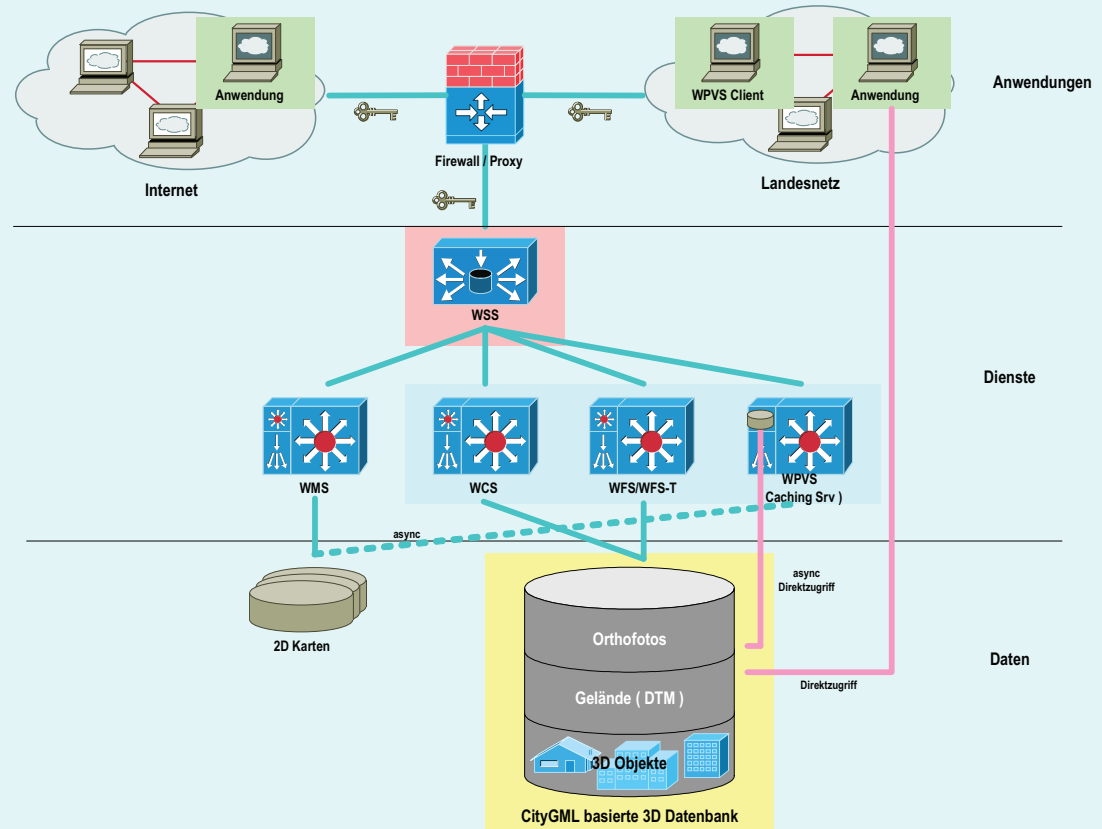 Anwendung
WPVS Client
Anwendung
Anwendungen
Firewall / Proxy
Internet
Landesnetz
WSS
Dienste
WMS
WCS
WFS/WFS-T
WPVS
Caching Srv )
async
async
Direktzugriff
2D Karten
Orthofotos
Daten
Direktzugriff
Gelände ( DTM )
3D Objekte
CityGML basierte 3D Datenbank